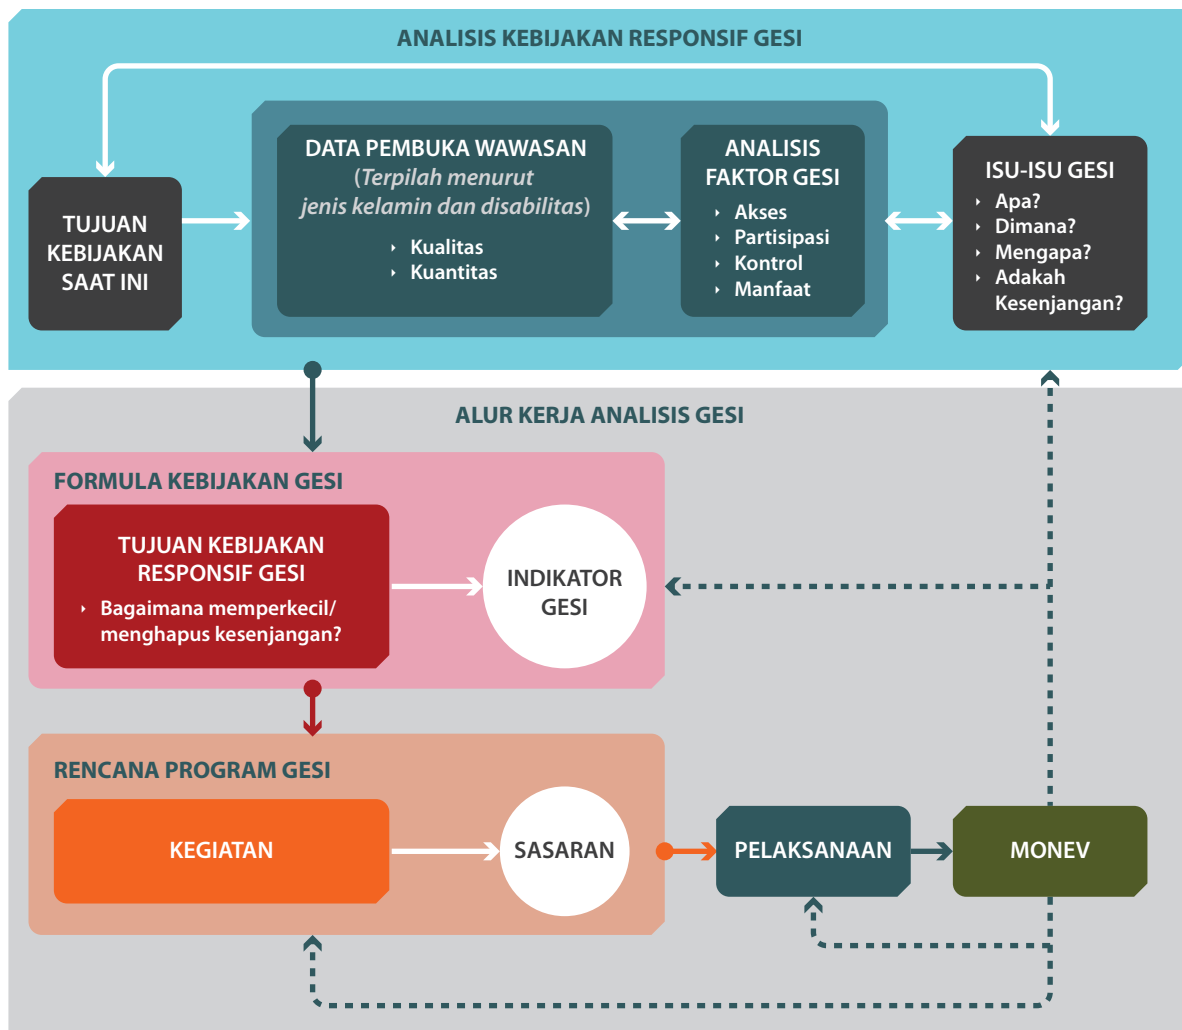 ANALISIS KEBIJAKAN RESPONSIF GESI
TUJUAN
KEBIJAKAN
SAAT INI
DATA PEMBUKA WAWASAN
(Terpilah menurut
jenis kelamin dan disabilitas)
‣ Kualitas
‣ Kuantitas
ANALISIS
FAKTOR GESI
‣ Akses
‣ Partisipasi
‣ Kontrol
‣ Manfaat
ISU-ISU GESI
‣ Apa?
‣ Dimana?
‣ Mengapa?
‣ Adakah
Kesenjangan?
ALUR KERJA ANALISIS GESI
FORMULA KEBIJAKAN GESI
TUJUAN KEBIJAKAN
RESPONSIF GESI
‣ Bagaimana memperkecil/
menghapus kesenjangan?
INDIKATOR
GESI
RENCANA PROGRAM GESI
KEGIATAN
SASARAN
PELAKSANAAN
MONEV